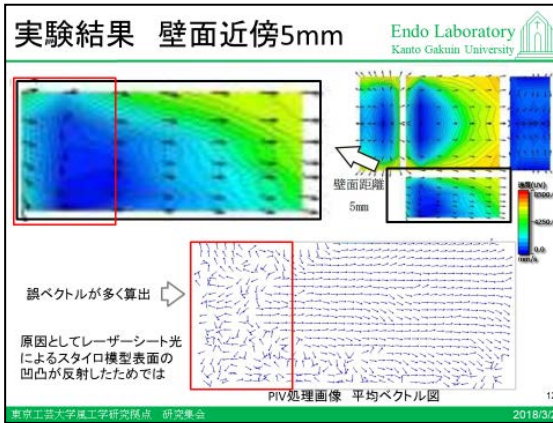 実験結果　壁面近傍5mm
Endo Laboratory
Kanto Gakuin University
壁面距離
5mm
4250.
0.0
mm/s
誤ベクトルが多く算出
原因としてレーザーシート光
によるスタイロ模型表面の
凹凸が反射したためでは
PIV処理画像　平均ベクトル図
東京工芸大学風工学研究拠点　研究集会
2018/3/2